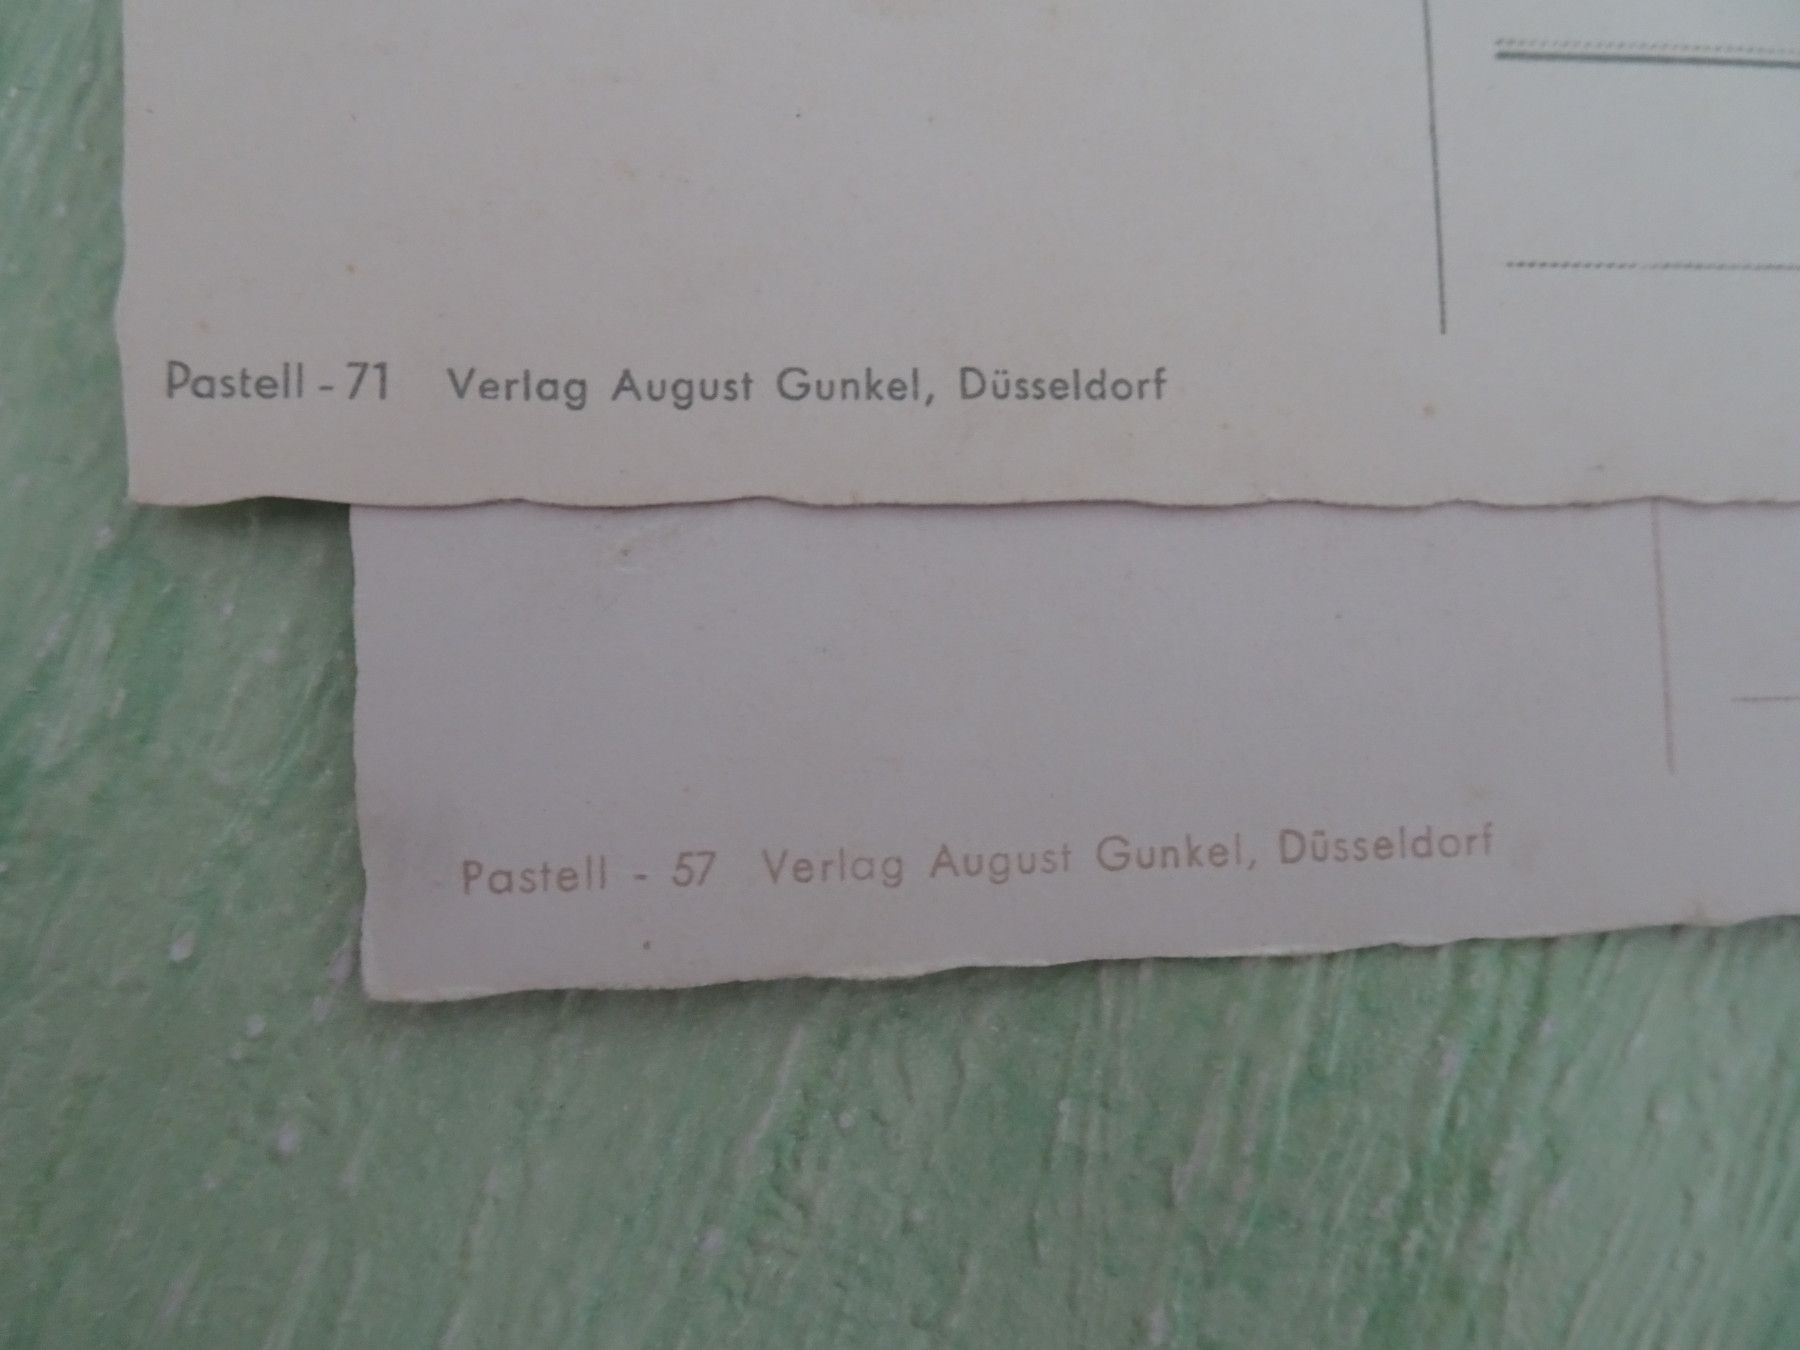 Pastell - 71 Verlag August Gunkel, Düsseldorf
Pastell - 57 Verlag August Gunkel, Düsseldorf